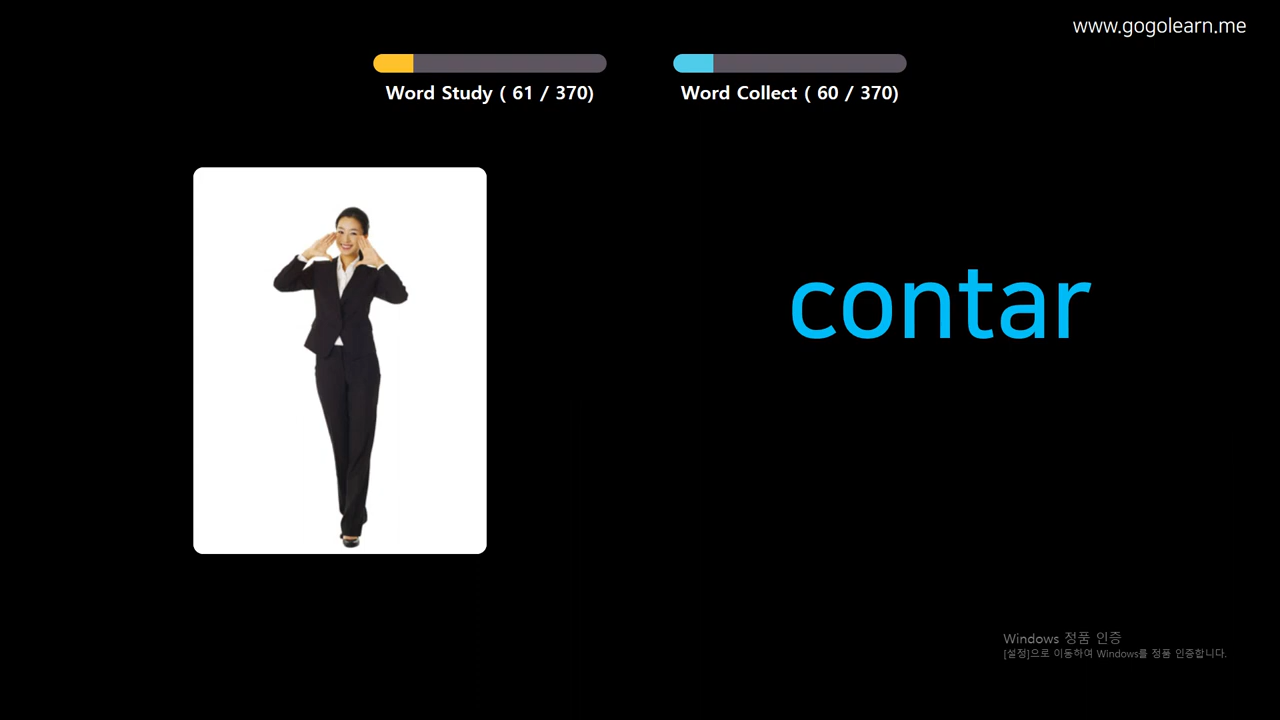 www.gogolearn.me
Word Study ( 61 / 370)
Word Collect ( 60 / 370)
contar
Windows 정품 인증
[설정]으로 이동하여 Windows를 정품 인증합니다.